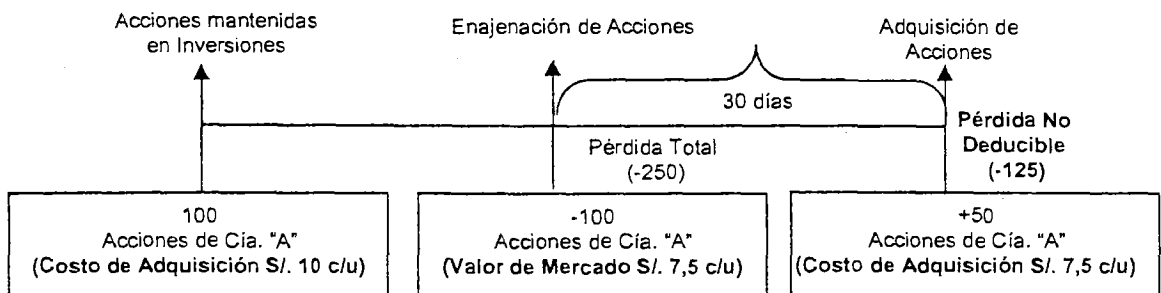 Acciones mantenidas
en Inversiones
Enajenación de Acciones
Adquisición de
Acciones
30 días
Pérdida Total
(-250)
Pérdida No
Deducible
(-125)
100
Acciones de Cía. "A"
(Costo de Adquisición S/. 10 c/u)
-100
Acciones de Cía. "A"
(Valor de Mercado S/. 7,5 c/u)
+50
Acciones de Cía. "A"
(Costo de Adquisición S/. 7,5 c/u)